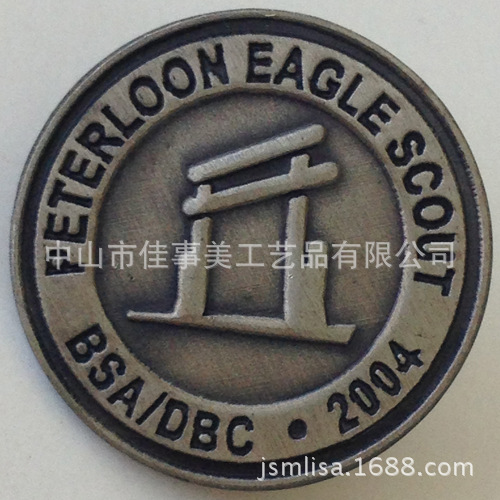 PETERLOON EAGLE SCOUT
BSA/DBC • 2004
中山市佳事美工艺品有限公司
jsmlisa.1688.com